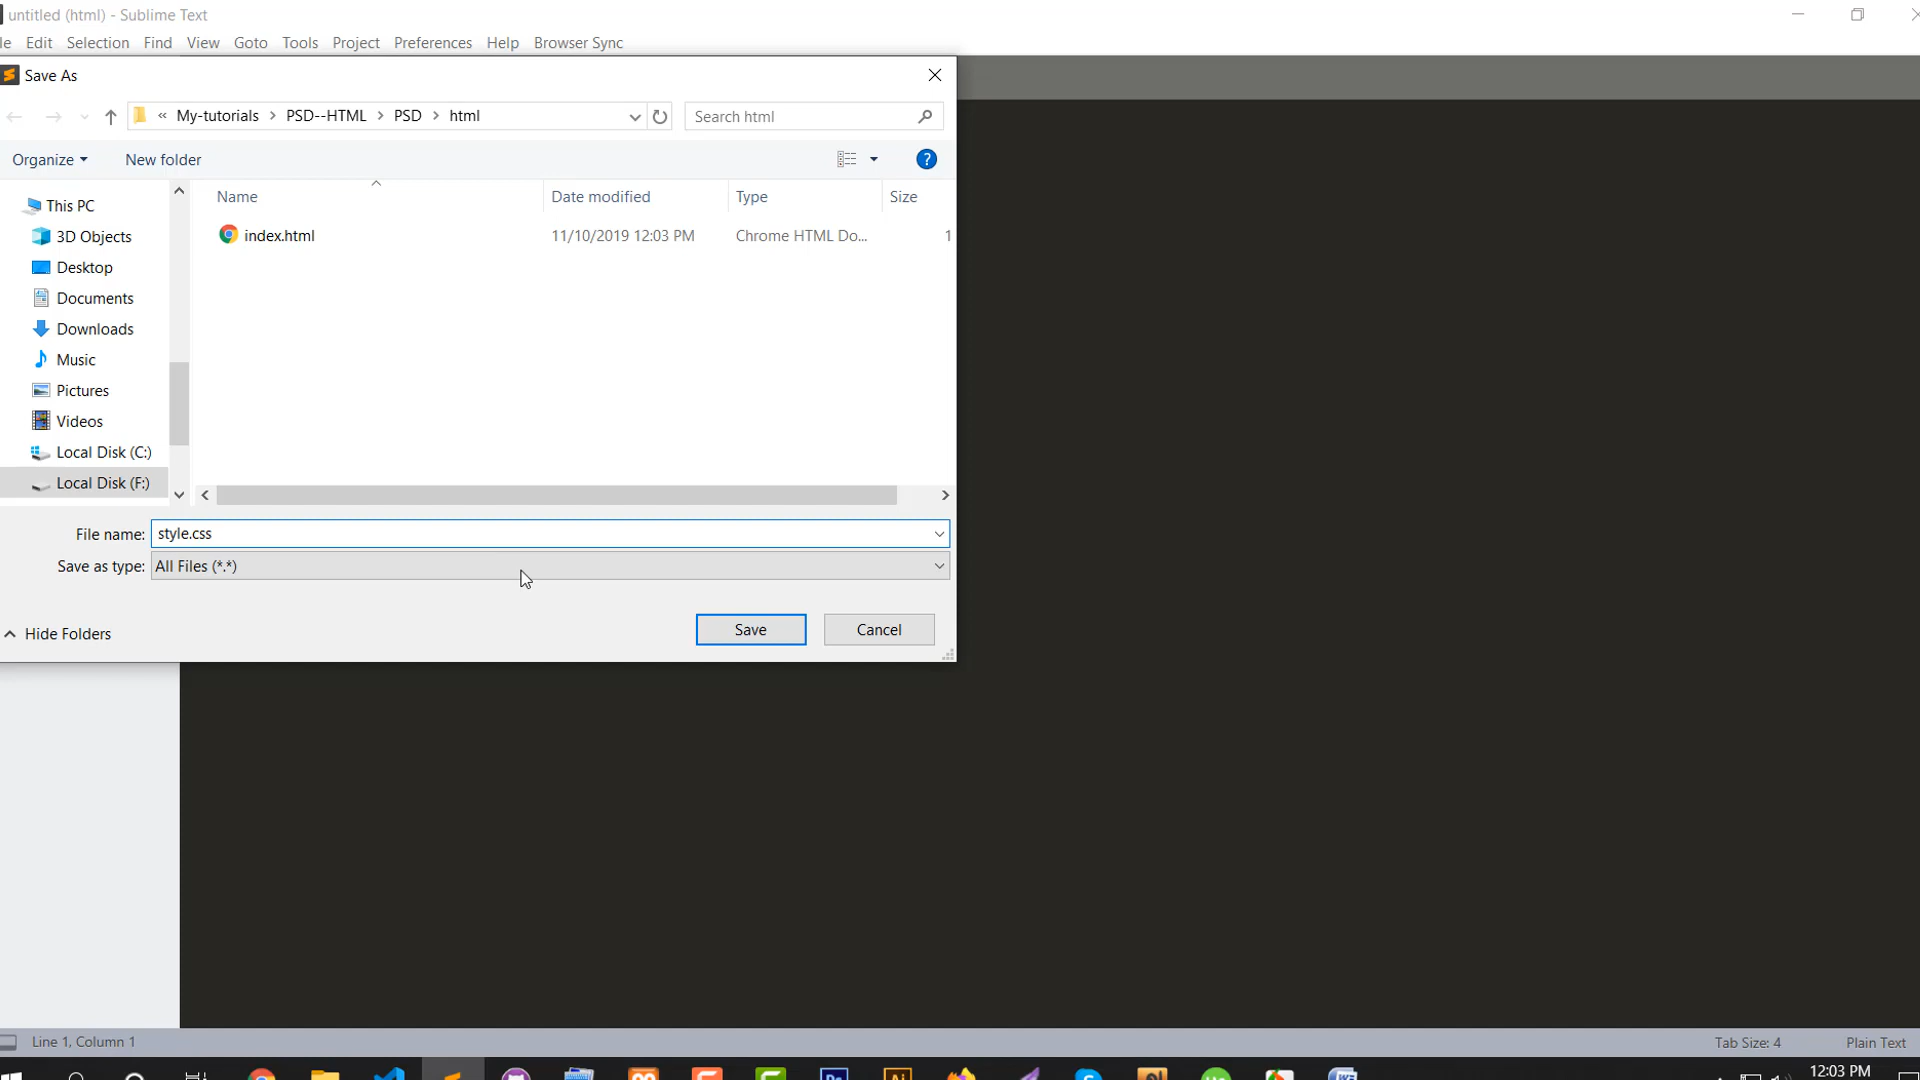 untitled (html) - Sublime Text
le Edit Selection Find View Goto Tools Project Preferences Help Browser Sync
Save As
« My-tutorials > PSD--HTML > PSD > html
Search html
Organize New folder
?
Name Date modified Type Size
index.html 11/10/2019 12:03 PM Chrome HTML Do... 1
This PC
3D Objects
Desktop
Documents
Downloads
Music
Pictures
Videos
Local Disk (C:)
Local Disk (F:)
File name: style.css
Save as type: All Files (*.*)
Hide Folders
Save Cancel
Line 1, Column 1
Tab Size: 4 Plain Text
Ps
Ai
12:03 PM